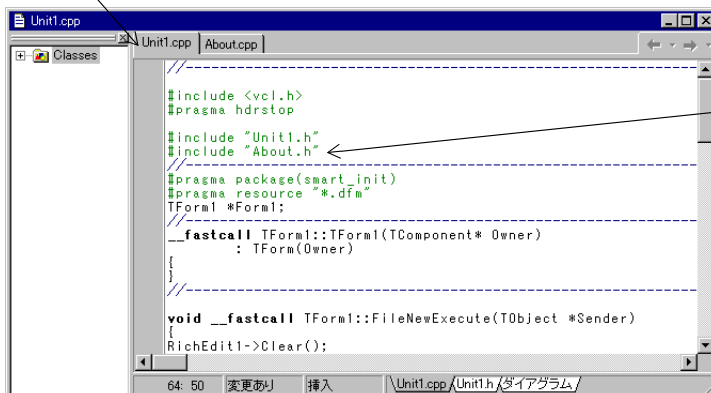 Unit1.cpp
Unit1.cpp About.cpp
Classes
//------------------------------------------------------------
#include <vcl.h>
#pragma hdrstop
#include "Unit1.h"
#include "About.h"
//------------------------------------------------------------
#pragma package(smart_init)
#pragma resource "*.dfm"
TForm1 *Form1;
//------------------------------------------------------------
__fastcall TForm1::TForm1(TComponent* Owner)
: TForm(Owner)
{
}
//------------------------------------------------------------
void __fastcall TForm1::FileNewExecute(TObject *Sender)
{
RichEdit1->Clear();
64: 50 変更あり 挿入 \Unit1.cpp/Unit1.h/ダイアグラム/